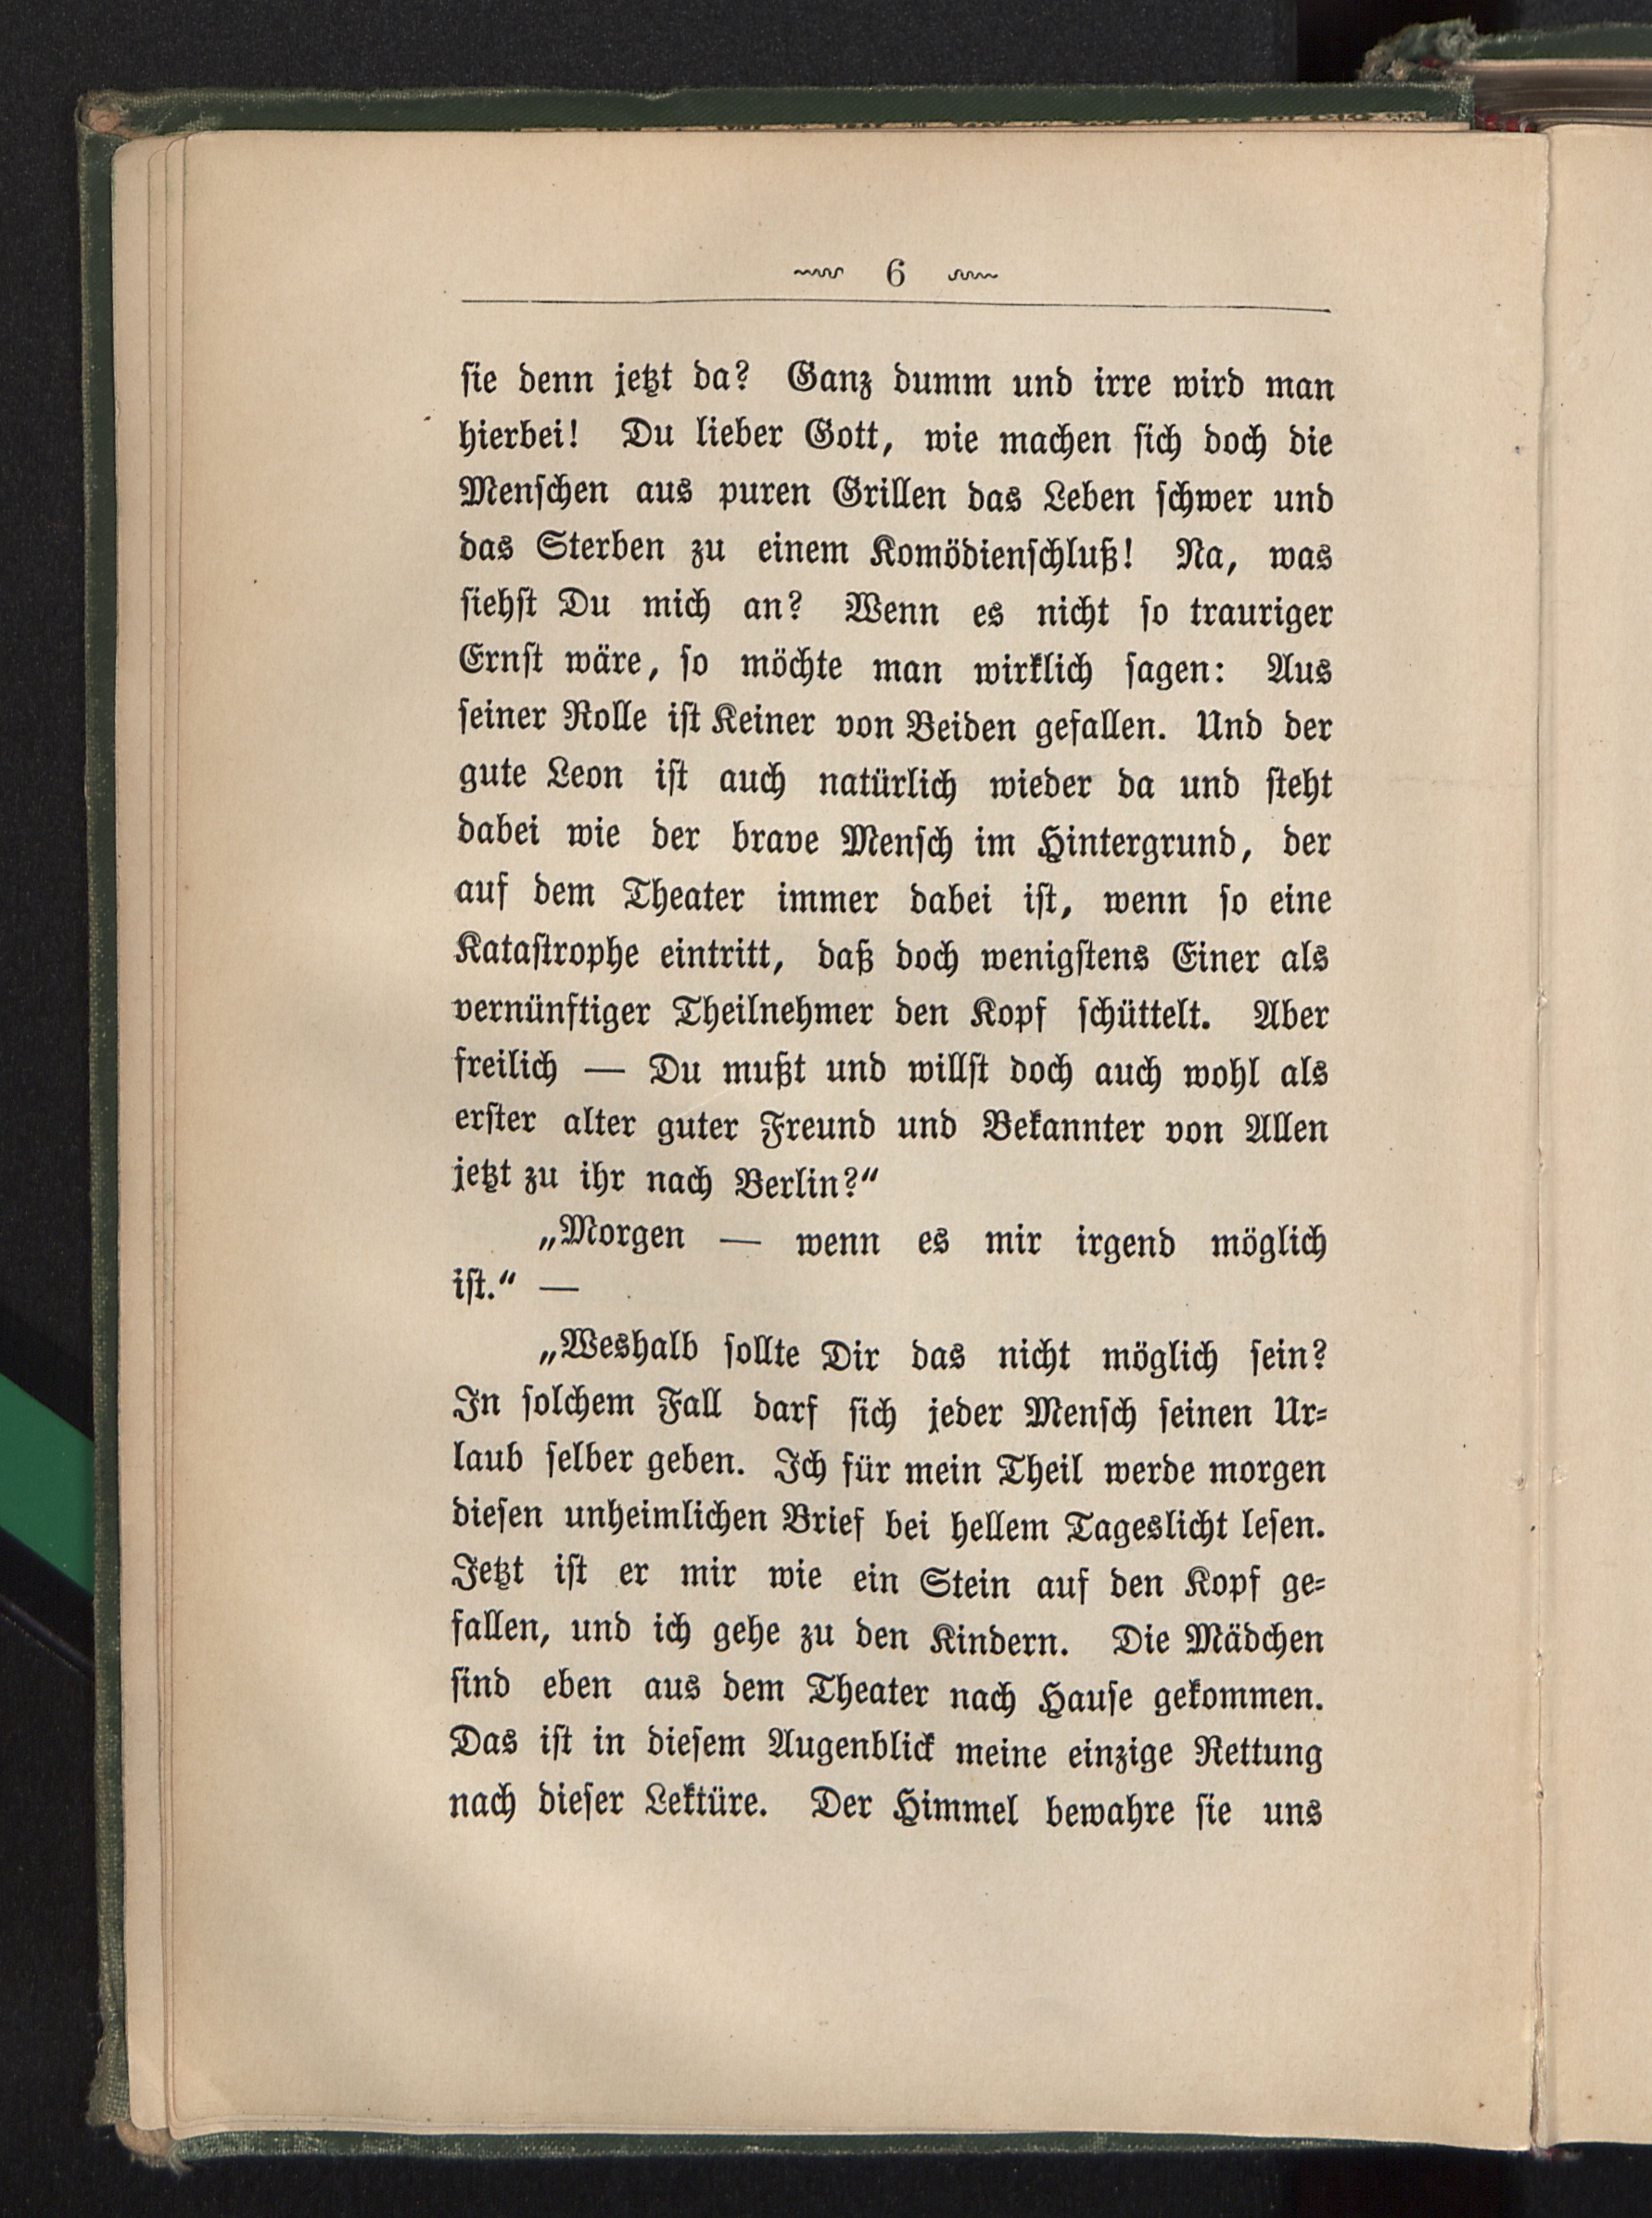 6
sie denn jetzt da? Ganz dumm und irre wird man
hierbei! Du lieber Gott, wie machen sich doch die
Menschen aus puren Grillen das Leben schwer und
das Sterben zu einem Komödienschluß! Na, was
siehst Du mich an? Wenn es nicht so trauriger
Ernst wäre, so möchte man wirklich sagen: Aus
seiner Rolle ist Keiner von Beiden gefallen. Und der
gute Leon ist auch natürlich wieder da und steht
dabei wie der brave Mensch im Hintergrund, der
auf dem Theater immer dabei ist, wenn so eine
Katastrophe eintritt, daß doch wenigstens Einer als
vernünftiger Theilnehmer den Kopf schüttelt. Aber
freilich — Du mußt und willst doch auch wohl als
erster alter guter Freund und Bekannter von Allen
jetzt zu ihr nach Berlin?“
„Morgen — wenn es mir irgend möglich
ist.“ —
„Weshalb sollte Dir das nicht möglich sein?
In solchem Fall darf sich jeder Mensch seinen Ur-
laub selber geben. Ich für mein Theil werde morgen
diesen unheimlichen Brief bei hellem Tageslicht lesen.
Jetzt ist er mir wie ein Stein auf den Kopf ge-
fallen, und ich gehe zu den Kindern. Die Mädchen
sind eben aus dem Theater nach Hause gekommen.
Das ist in diesem Augenblick meine einzige Rettung
nach dieser Lektüre. Der Himmel bewahre sie uns